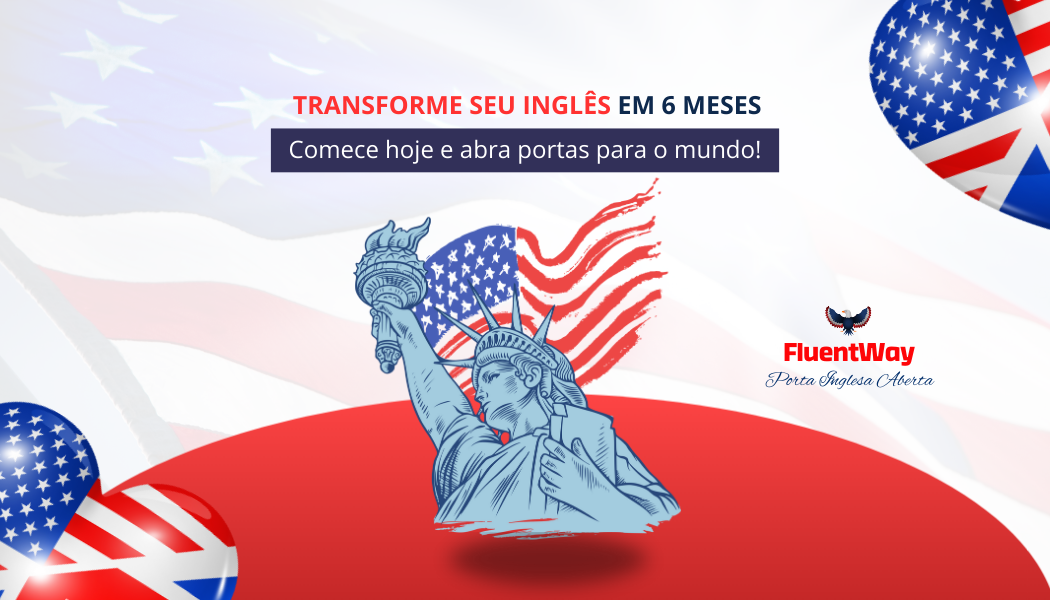 TRANSFORME SEU INGLÊS EM 6 MESES
Comece hoje e abra portas para o mundo!
FluentWay
Porta Inglesa Aberta